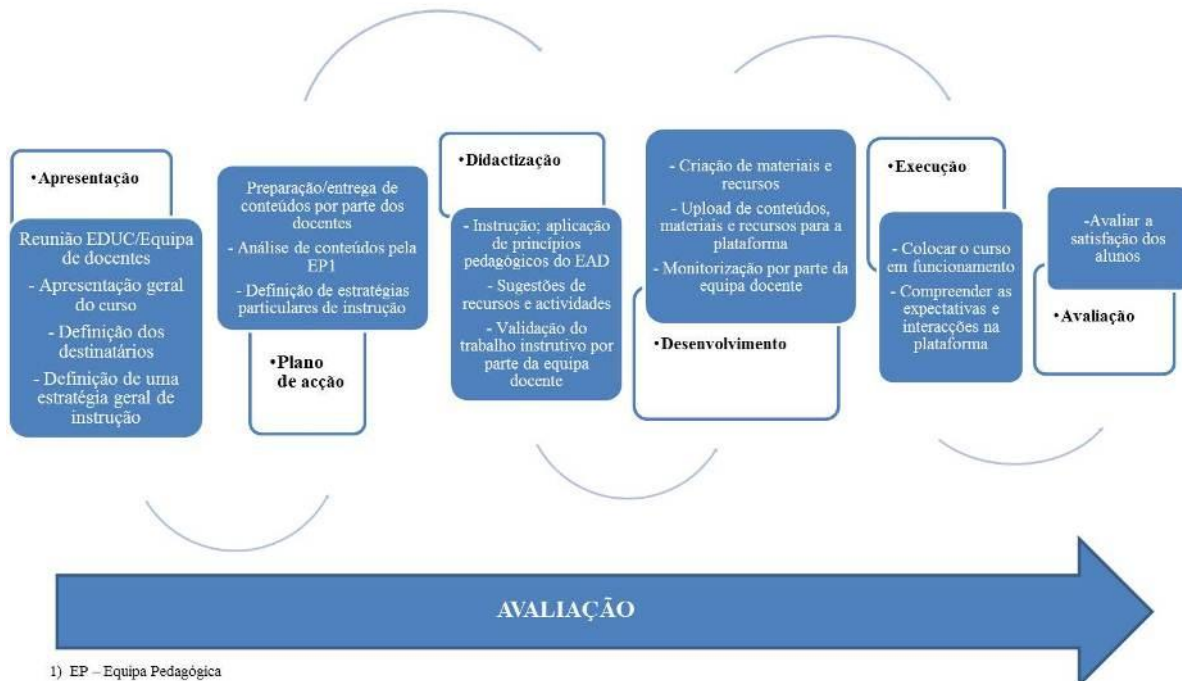 •Apresentação
Reunião EDUC/Equipa
de docentes
- Apresentação geral
do curso
- Definição dos
destinatários
- Definição de uma
estratégia geral de
instrução
Preparação/entrega de
conteúdos por parte dos
docentes
- Análise de conteúdos pela
EP1
- Definição de estratégias
particulares de instrução
•Plano
de acção
•Didactização
- Instrução; aplicação
de princípios
pedagógicos do EAD
- Sugestões de
recursos e actividades
- Validação do
trabalho instrutivo por
parte da equipa
docente
- Criação de materiais e
recursos
- Upload de conteúdos,
materiais e recursos para a
plataforma
- Monitorização por parte da
equipa docente
•Desenvolvimento
•Execução
- Colocar o curso
em funcionamento
- Compreender as
expectativas e
interacções na
plataforma
-Avaliar a
satisfação dos
alunos
•Avaliação
AVALIAÇÃO
1) EP – Equipa Pedagógica